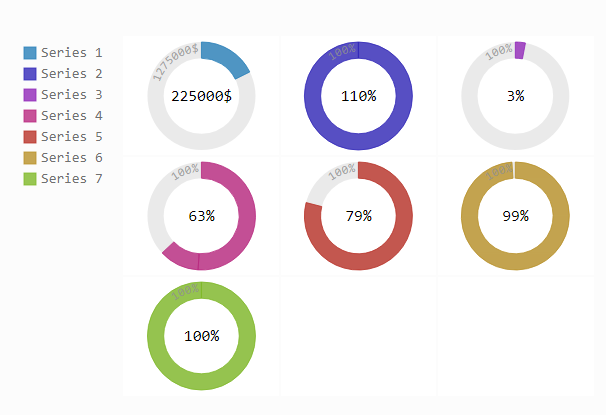 Series 1
Series 2
Series 3
Series 4
Series 5
Series 6
Series 7
1275000$
225000$
100%
110%
100%
3%
100%
63%
100%
79%
100%
99%
100%
100%